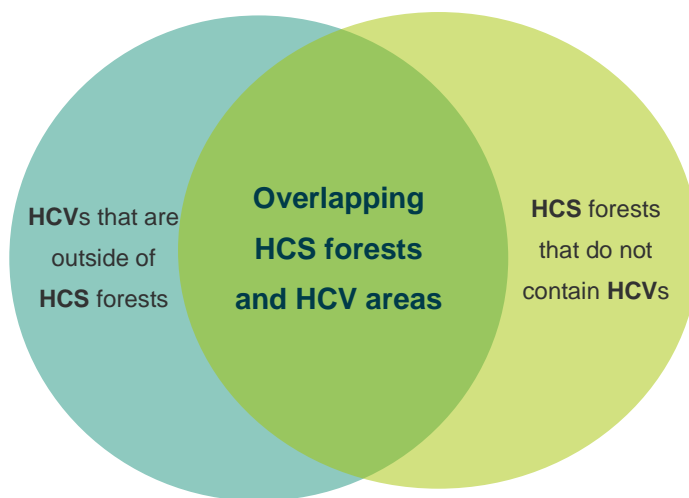 HCVs that are
outside of
HCS forests
Overlapping
HCS forests
and HCV areas
HCS forests
that do not
contain HCVs